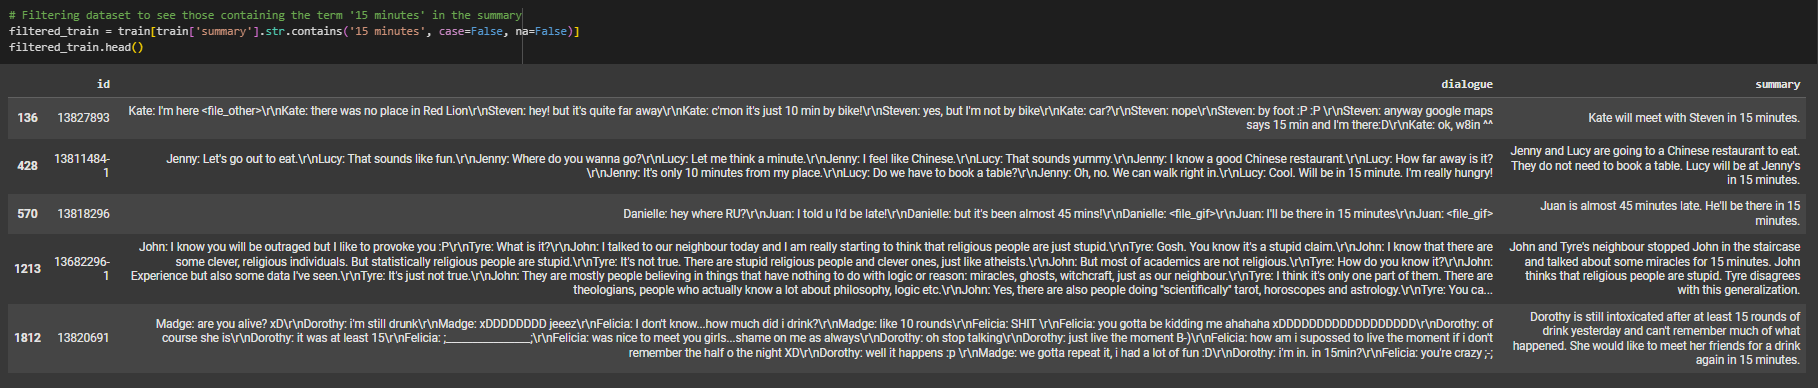 # Filtering dataset to see those containing the term '15 minutes' in the summary
filtered_train = train[train['summary'].str.contains('15 minutes', case=False, na=False)]
filtered_train.head()
id dialogue summary
136 13827893 Kate: I'm here <file_other>\r\nKate: there was no place in Red Lion\r\nSteven: hey! but it's quite far away\r\nKate: c'mon it's just 10 min by bike!\r\nSteven: yes, but I'm not by bike\r\nKate: car?\r\nSteven: nope\r\nSteven: by foot :P :P \r\nSteven: anyway google maps
says 15 min and I'm there:D\r\nKate: ok, w8in ^^
Kate will meet with Steven in 15 minutes.
428 13811484-
1
Jenny: Let's go out to eat.\r\nLucy: That sounds like fun.\r\nJenny: Where do you wanna go?\r\nLucy: Let me think a minute.\r\nJenny: I feel like Chinese.\r\nLucy: That sounds yummy.\r\nJenny: I know a good Chinese restaurant.\r\nLucy: How far away is it?
\r\nJenny: It's only 10 minutes from my place.\r\nLucy: Do we have to book a table?\r\nJenny: Oh, no. We can walk right in.\r\nLucy: Cool. Will be in 15 minute. I'm really hungry!
Jenny and Lucy are going to a Chinese restaurant to eat.
They do not need to book a table. Lucy will be at Jenny's
in 15 minutes.
570 13818296 Danielle: hey where RU?\r\nJuan: I told u I'd be late!\r\nDanielle: but it's been almost 45 mins!\r\nDanielle: <file_gif>\r\nJuan: I'll be there in 15 minutes\r\nJuan: <file_gif>
Juan is almost 45 minutes late. He'll be there in 15
minutes.
1213 13682296-
1
John: I know you will be outraged but I like to provoke you :P\r\nTyre: What is it?\r\nJohn: I talked to our neighbour today and I am really starting to think that religious people are just stupid.\r\nTyre: Gosh. You know it's a stupid claim.\r\nJohn: I know that there are
some clever, religious individuals. But statistically religious people are stupid.\r\nTyre: It's not true. There are stupid religious people and clever ones, just like atheists.\r\nJohn: But most of academics are not religious.\r\nTyre: How do you know it?\r\nJohn:
Experience but also some data I've seen.\r\nTyre: It's just not true.\r\nJohn: They are mostly people believing in things that have nothing to do with logic or reason: miracles, ghosts, witchcraft, just as our neighbour.\r\nTyre: I think it's only one part of them. There are
theologians, people who actually know a lot about philosophy, logic etc.\r\nJohn: Yes, there are also people doing "scientifically" tarot, horoscopes and astrology.\r\nTyre: You ca...
John and Tyre's neighbour stopped John in the staircase
and talked about some miracles for 15 minutes. John
thinks that religious people are stupid. Tyre disagrees
with this generalization.
1812 13820691 Madge: are you alive? xD\r\nDorothy: i'm still drunk\r\nMadge: xDDDDDDDD jeeez\r\nFelicia: I don't know...how much did i drink?\r\nMadge: like 10 rounds\r\nFelicia: SHIT \r\nFelicia: you gotta be kidding me ahahaha xDDDDDDDDDDDDDDDDDD\r\nDorothy: of
course she is\r\nDorothy: it was at least 15\r\nFelicia: ;________________;\r\nFelicia: was nice to meet you girls...shame on me as always\r\nDorothy: oh stop talking\r\nDorothy: just live the moment B-)\r\nFelicia: how am i supossed to live the moment if i don't
remember the half o the night XD\r\nDorothy: well it happens :p \r\nMadge: we gotta repeat it, i had a lot of fun :D\r\nDorothy: i'm in. in 15min?\r\nFelicia: you're crazy ;-;
Dorothy is still intoxicated after at least 15 rounds of
drink yesterday and can't remember much of what
happened. She would like to meet her friends for a drink
again in 15 minutes.